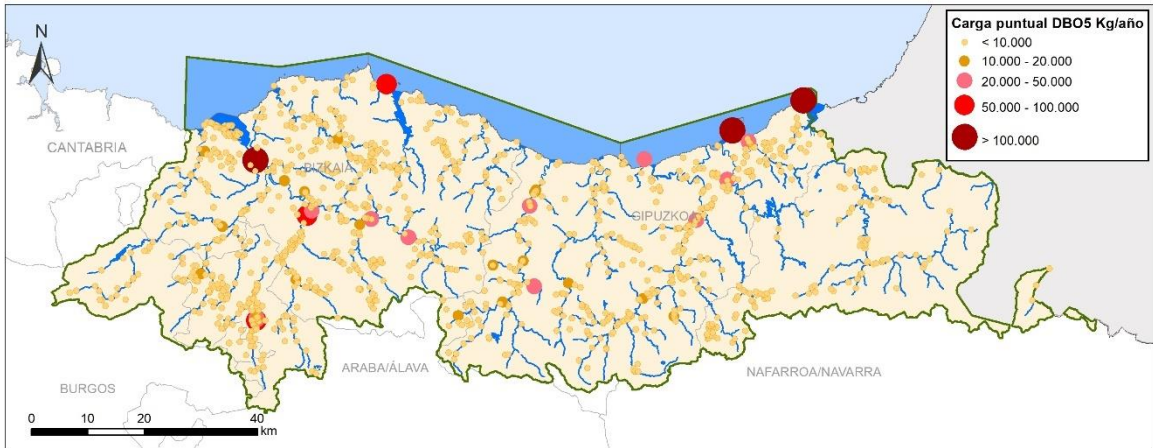 Carga puntual DBO5 Kg/año
< 10.000
10.000 - 20.000
20.000 - 50.000
50.000 - 100.000
> 100.000
N
CANTABRIA
BIZKAIA
GIPUZKOA
ARABA/ÁLAVA
NAFARROA/NAVARRA
BURGOS
0 10 20 40
km